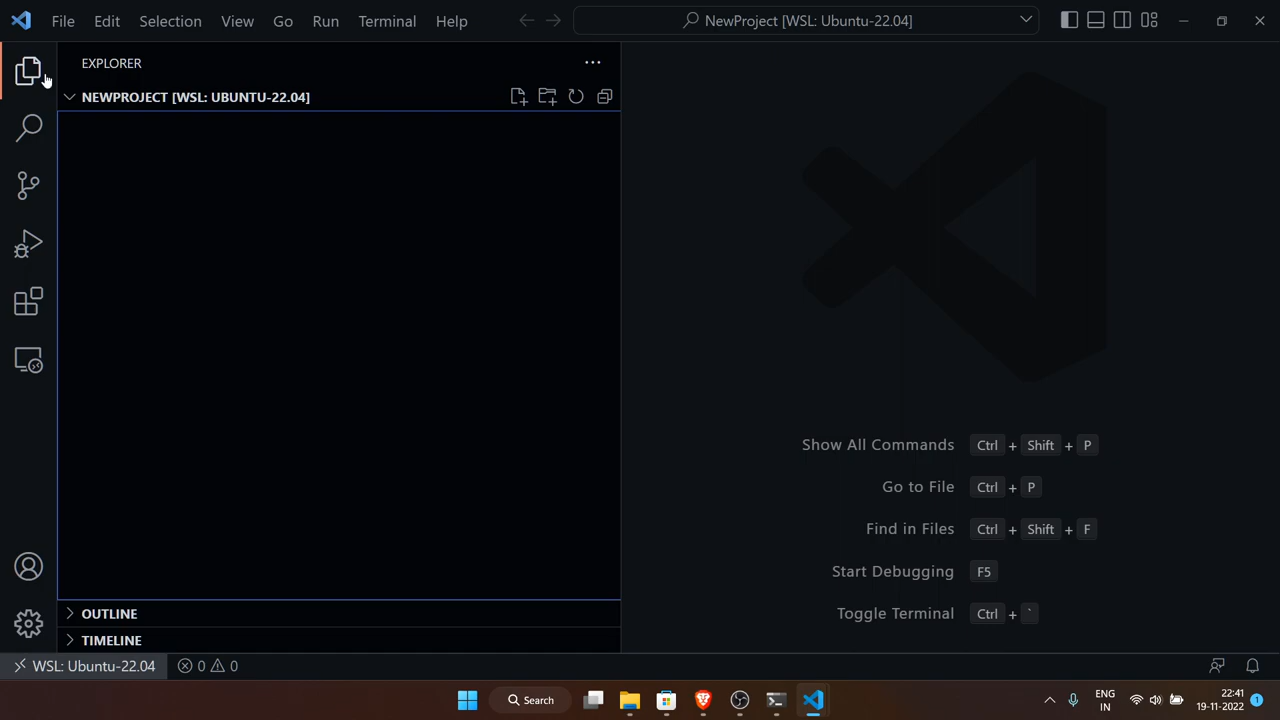 File Edit Selection View Go Run Terminal Help
NewProject [WSL: Ubuntu-22.04]
EXPLORER
NEWPROJECT [WSL: UBUNTU-22.04]
Show All Commands Ctrl + Shift + P
Go to File Ctrl + P
Find in Files Ctrl + Shift + F
Start Debugging F5
Toggle Terminal Ctrl + `
OUTLINE
TIMELINE
WSL: Ubuntu-22.04 0 0
Search
ENG
IN
22:41
19-11-2022
1